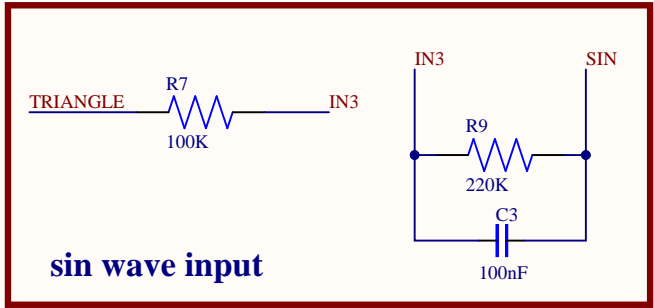 R7
TRIANGLE
IN3
100K
IN3
SIN
R9
220K
C3
100nF
sin wave input